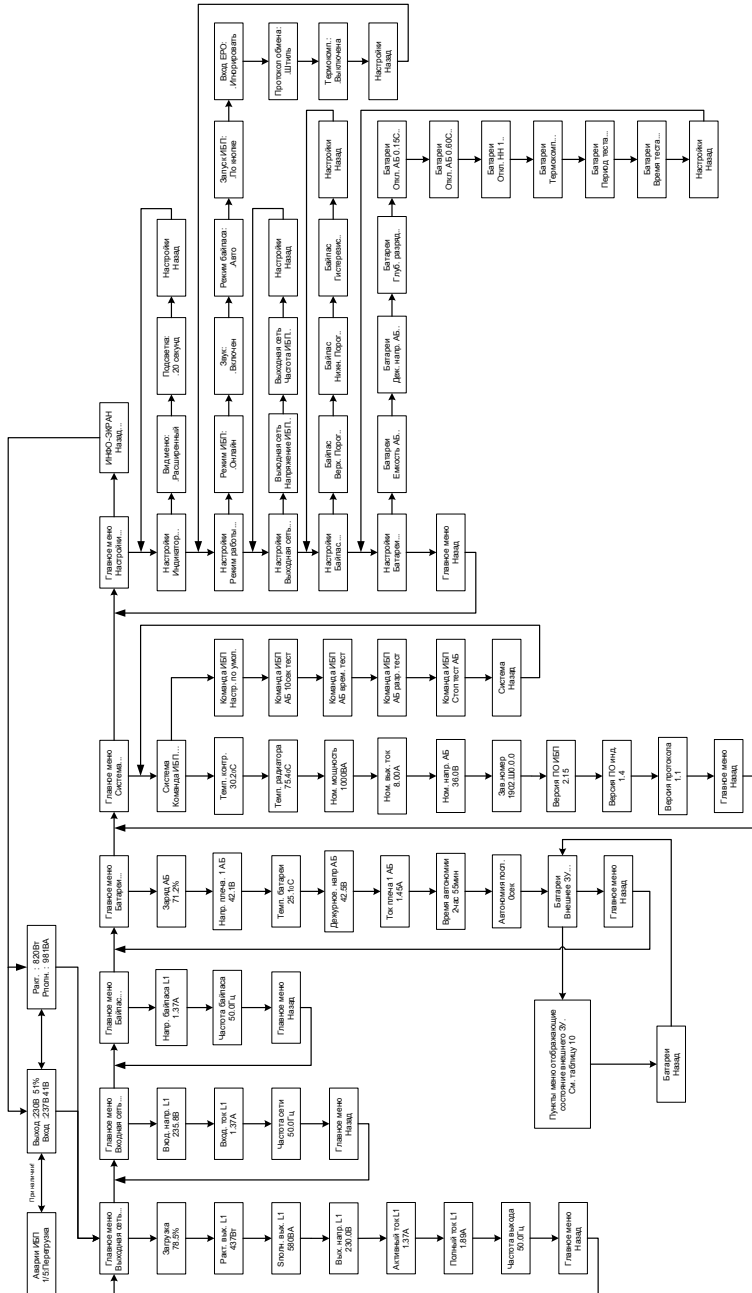 Аварии ИБП
1/5:Перегрузка
При наличии!
Выход :230В 51%
Вход :237В 41В
Pакт. : 820Вт
Pполн. : 981ВА
Главное меню
Выходная сеть...
Загрузка
78.5%
Pакт. вых. L1
437Вт
Sполн. вых. L1
580ВА
Вых. напр. L1
230.0В
Активный ток L1
1.37А
Полный ток L1
1.89А
Частота выхода
50.0Гц
Главное меню
Назад
Главное меню
Входная сеть...
Вход. напр. L1
235.8В
Вход. ток L1
1.37А
Частота сети
50.0Гц
Главное меню
Назад
Главное меню
Байпас...
Напр. байпаса L1
1.37А
Частота байпаса
50.0Гц
Главное меню
Назад
Главное меню
Батареи...
Заряд АБ
71.2%
Напр. плеча. 1 АБ
42.1В
Темп. батареи
25.1оС
Дежурное. напр АБ
42.5В
Ток плеча 1 АБ
1.45А
Время автономии
2час 55мин
Автономия посл.
0сек
Батареи
Внешнее ЗУ...
Главное меню
Назад
Пункты меню отображающие
состояние внешнего ЗУ.
См. таблицу 10
Батареи
Назад
Главное меню
Система...
Система
Команда ИБП...
Темп. контр.
30.2оС
Темп. радиатора
75.4оС
Ном. мощность
1000ВА
Ном. вых. ток
8.00А
Ном. напр. АБ
36.0В
Зав.номер
1902.Ш0.0.0
Версия ПО ИБП
2.15
Версия ПО инд.
1.4
Версия протокола
1.1
Главное меню
Назад
Команда ИБП
Настр. по умол.
Команда ИБП
АБ 10сек тест
Команда ИБП
АБ врем. тест
Команда ИБП
АБ разр. тест
Команда ИБП
Стоп тест АБ
Система
Назад
Главное меню
Настройки...
ИНФО-ЭКРАН
Назад...
Настройки
Индикатор...
Вид меню:
.Расширенный
Подсветка:
.20 секунд
Настройки
Назад
Настройки
Режим работы...
Режим ИБП:
.Онлайн
Звук:
.Включен
Режим байпаса:
.Авто
Запуск ИБП:
.По кнопке
Вход EPO:
.Игнорировать
Протокол обмена:
.Штиль
Термокомп.:
.Выключена
Настройки
Назад
Настройки
Выходная сеть...
Выходная сеть
Напряжение ИБП..
Выходная сеть
Частота ИБП..
Настройки
Назад
Настройки
Байпас...
Байпас
Верх. Порог..
Байпас
Нижн. Порог..
Байпас
Гистерезис..
Настройки
Назад
Настройки
Батареи...
Батареи
Емкость АБ..
Батареи
Деж. напр. АБ..
Батареи
Глуб. разряд..
Батареи
Откл. АБ 0.15С..
Батареи
Откл. АБ 0.60С..
Батареи
Откл. НН 1..
Батареи
Термокомп...
Батареи
Период теста...
Батареи
Время теста...
Настройки
Назад
Главное меню
Назад